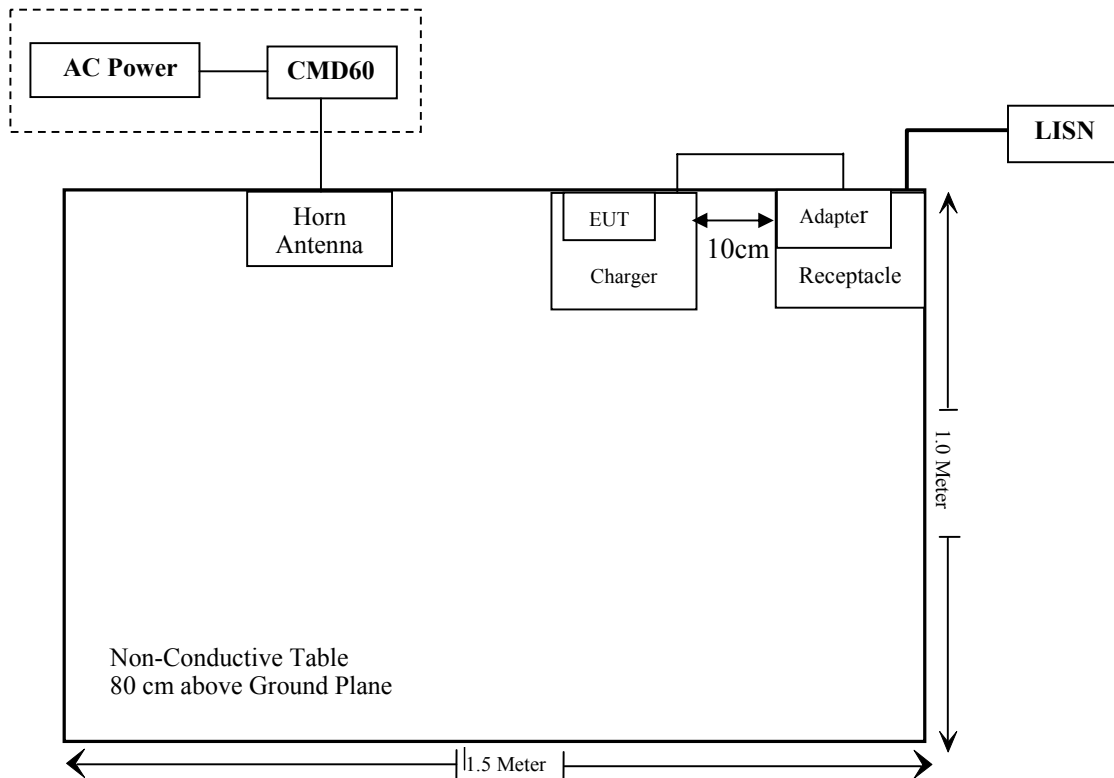 AC Power
CMD60
LISN
Horn
Antenna
EUT
Charger
10cm
Adapter
Receptacle
1.0 Meter
Non-Conductive Table
80 cm above Ground Plane
1.5 Meter